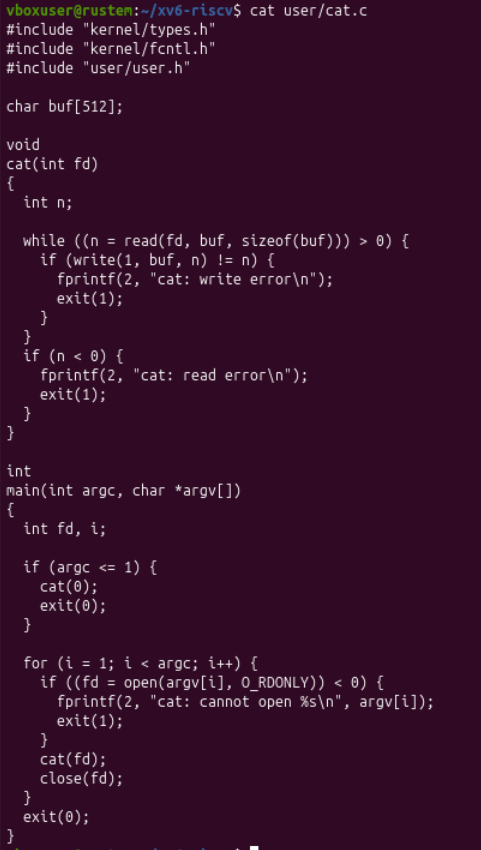 vboxuser@rustem:~/xv6-riscv$ cat user/cat.c
#include "kernel/types.h"
#include "kernel/fcntl.h"
#include "user/user.h"

char buf[512];

void
cat(int fd)
{
  int n;

  while ((n = read(fd, buf, sizeof(buf))) > 0) {
    if (write(1, buf, n) != n) {
      fprintf(2, "cat: write error\n");
      exit(1);
    }
  }
  if (n < 0) {
    fprintf(2, "cat: read error\n");
    exit(1);
  }
}

int
main(int argc, char *argv[])
{
  int fd, i;

  if (argc <= 1) {
    cat(0);
    exit(0);
  }

  for (i = 1; i < argc; i++) {
    if ((fd = open(argv[i], O_RDONLY)) < 0) {
      fprintf(2, "cat: cannot open %s\n", argv[i]);
      exit(1);
    }
    cat(fd);
    close(fd);
  }
  exit(0);
}